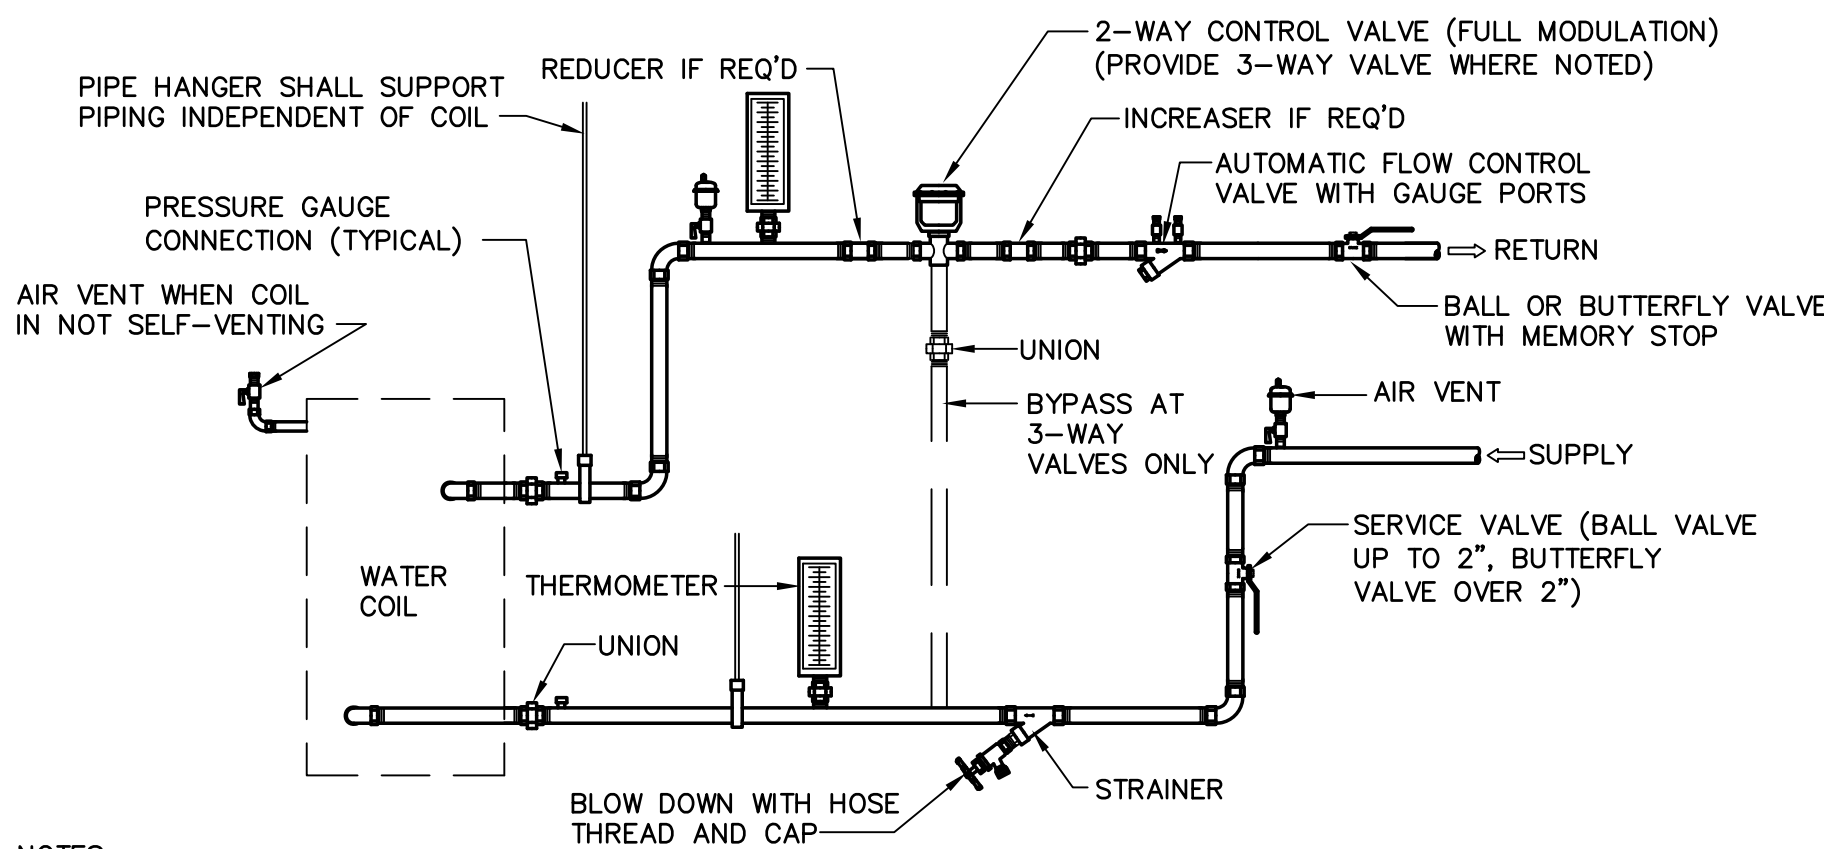 2-WAY CONTROL VALVE (FULL MODULATION)
(PROVIDE 3-WAY VALVE WHERE NOTED)
REDUCER IF REQ'D
PIPE HANGER SHALL SUPPORT
PIPING INDEPENDENT OF COIL
INCREASER IF REQ'D
AUTOMATIC FLOW CONTROL
VALVE WITH GAUGE PORTS
PRESSURE GAUGE
CONNECTION (TYPICAL)
RETURN
AIR VENT WHEN COIL
IN NOT SELF-VENTING
BALL OR BUTTERFLY VALVE
WITH MEMORY STOP
UNION
AIR VENT
BYPASS AT
3-WAY
VALVES ONLY
SUPPLY
SERVICE VALVE (BALL VALVE
UP TO 2", BUTTERFLY
VALVE OVER 2")
WATER
COIL
THERMOMETER
UNION
STRAINER
BLOW DOWN WITH HOSE
THREAD AND CAP